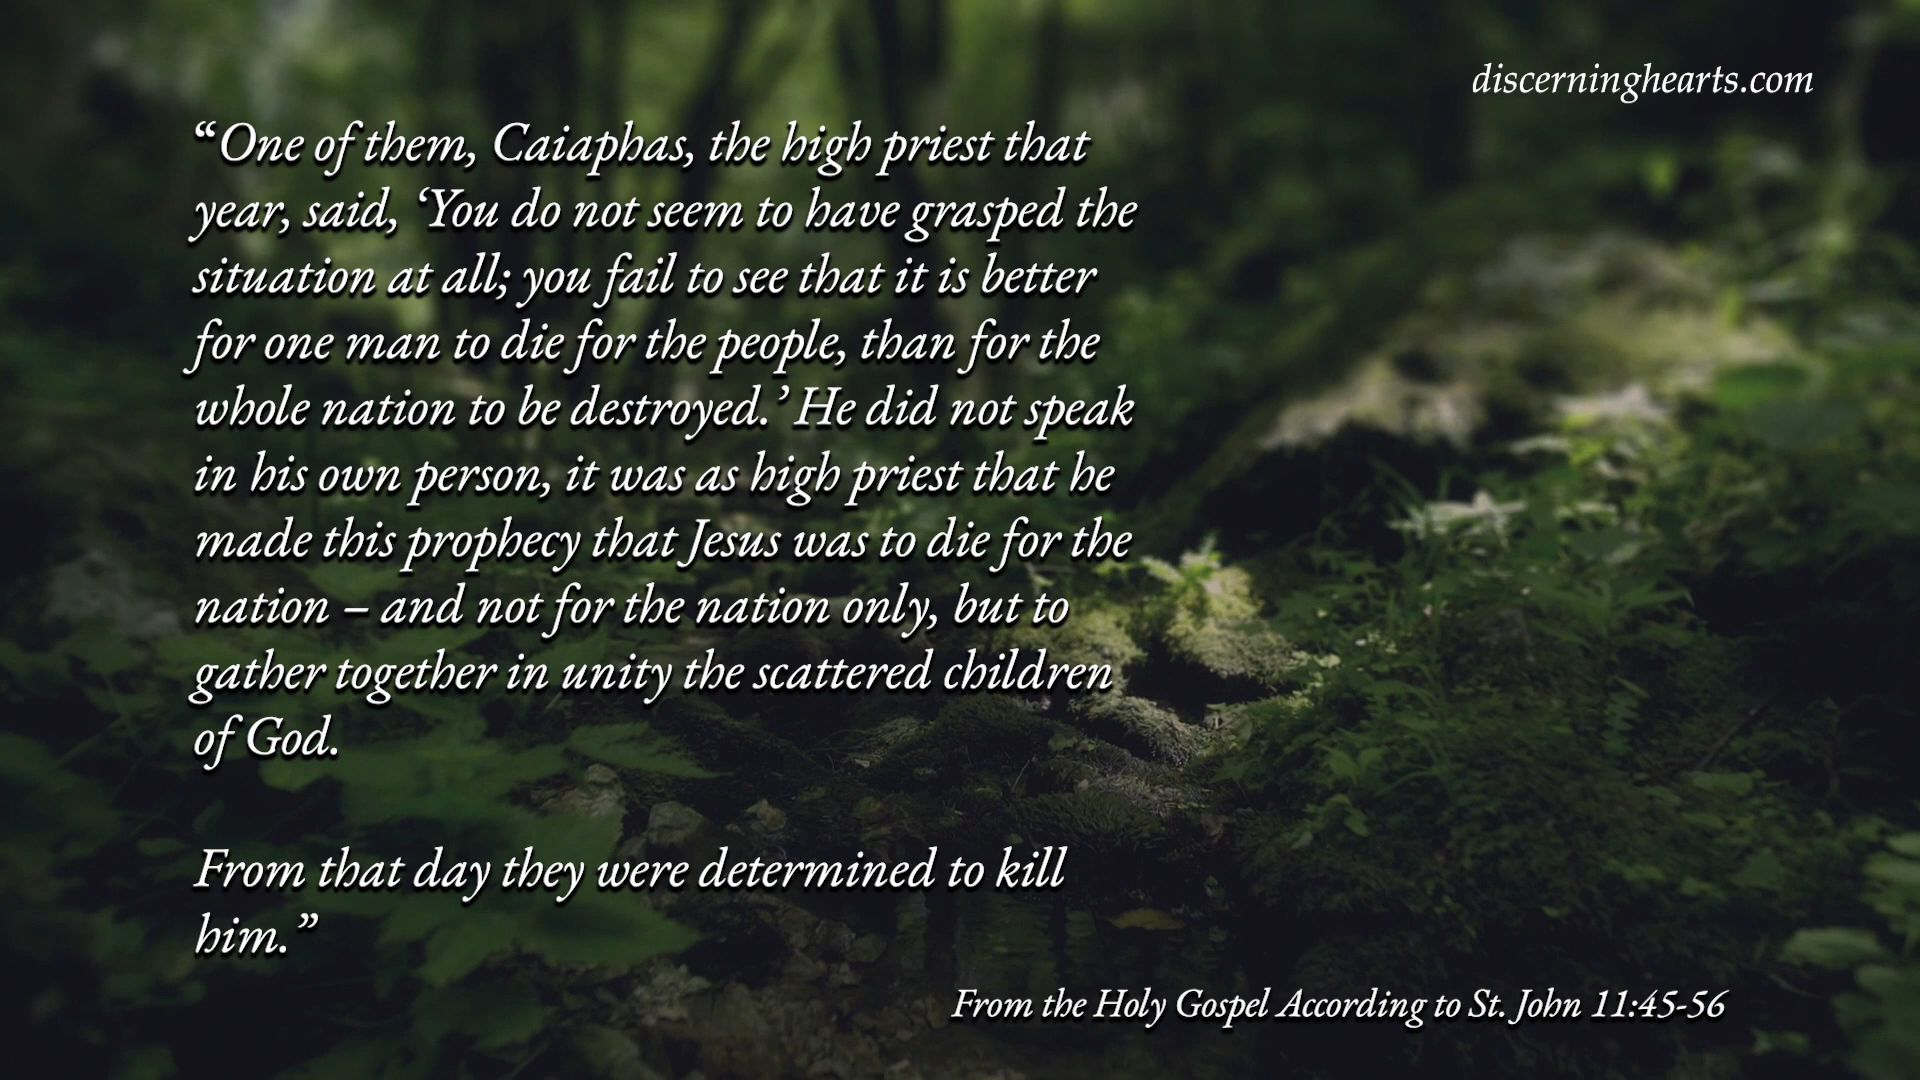 discerninghearts.com
“One of them, Caiaphas, the high priest that
year, said, ‘You do not seem to have grasped the
situation at all; you fail to see that it is better
for one man to die for the people, than for the
whole nation to be destroyed.’ He did not speak
in his own person, it was as high priest that he
made this prophecy that Jesus was to die for the
nation – and not for the nation only, but to
gather together in unity the scattered children
of God.
From that day they were determined to kill
him.”
From the Holy Gospel According to St. John 11:45-56